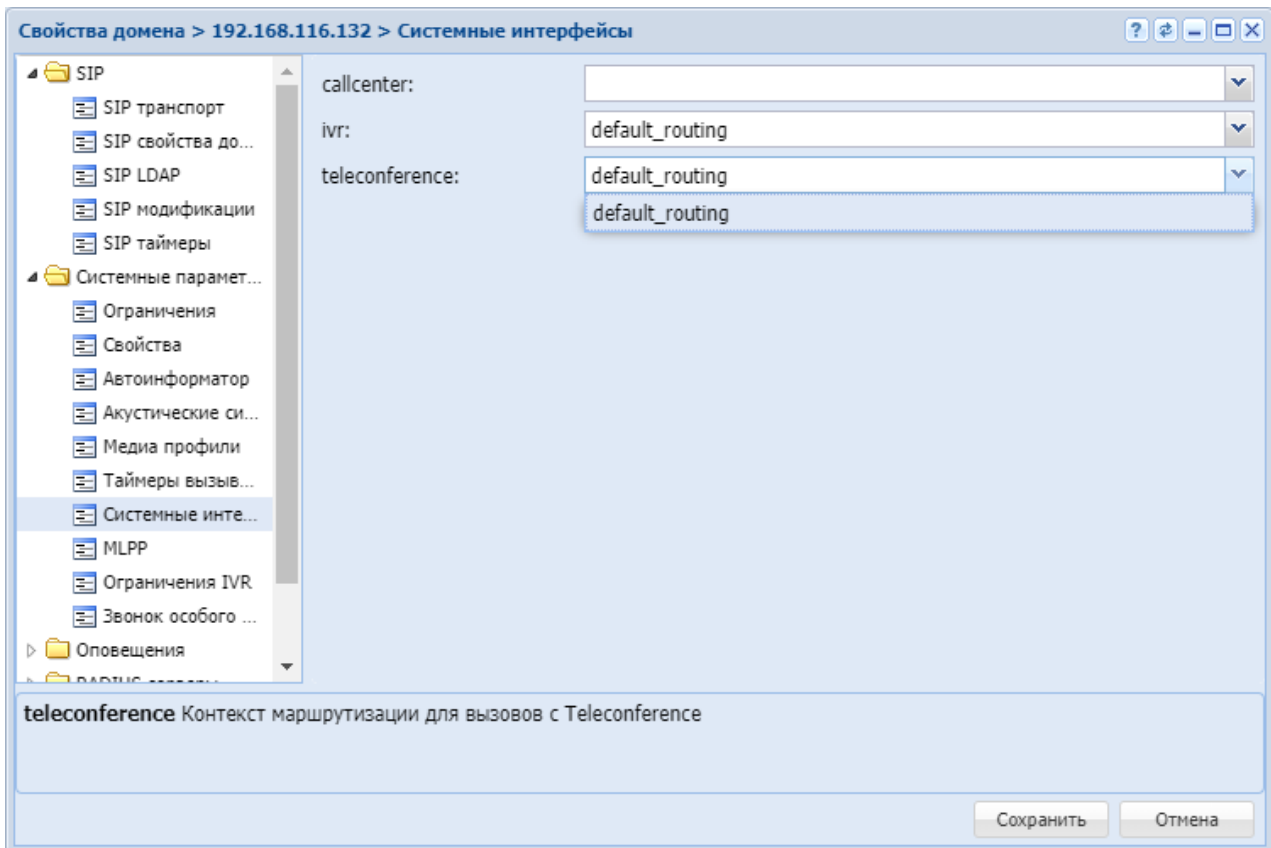 Свойства домена > 192.168.116.132 > Системные интерфейсы
SIP
SIP транспорт
SIP свойства до...
SIP LDAP
SIP модификации
SIP таймеры
Системные парамет...
Ограничения
Свойства
Автоинформатор
Акустические си...
Медиа профили
Таймеры вызыв...
Системные инте...
MLPP
Ограничения IVR
Звонок особого ...
Оповещения
callcenter:
ivr: default_routing
teleconference: default_routing
default_routing
teleconference Контекст маршрутизации для вызовов с Teleconference
Сохранить Отмена